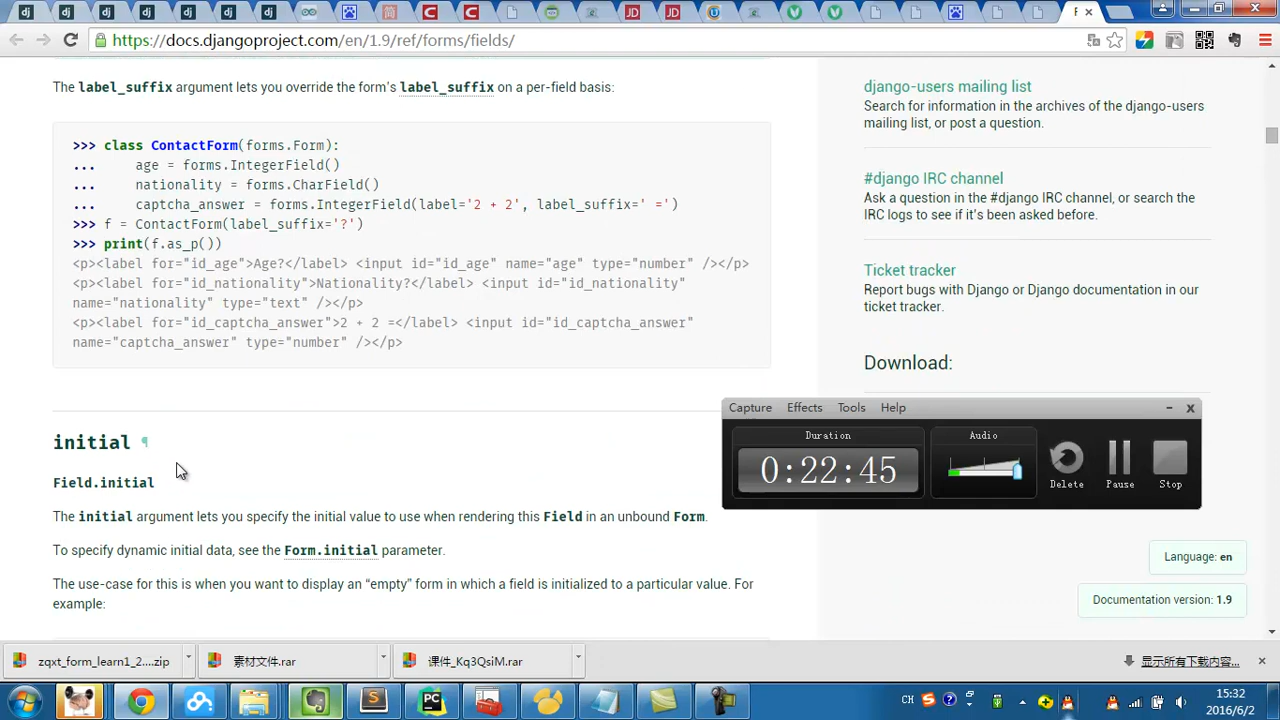 https://docs.djangoproject.com/en/1.9/ref/forms/fields/
The label_suffix argument lets you override the form's label_suffix on a per-field basis:
>>> class ContactForm(forms.Form):
...     age = forms.IntegerField()
...     nationality = forms.CharField()
...     captcha_answer = forms.IntegerField(label='2 + 2', label_suffix=' =')
>>> f = ContactForm(label_suffix='?')
>>> print(f.as_p())
<p><label for="id_age">Age?</label> <input id="id_age" name="age" type="number" /></p>
<p><label for="id_nationality">Nationality?</label> <input id="id_nationality"
name="nationality" type="text" /></p>
<p><label for="id_captcha_answer">2 + 2 =</label> <input id="id_captcha_answer"
name="captcha_answer" type="number" /></p>
initial ¶
Field.initial
The initial argument lets you specify the initial value to use when rendering this Field in an unbound Form.
To specify dynamic initial data, see the Form.initial parameter.
The use-case for this is when you want to display an “empty” form in which a field is initialized to a particular value. For
example:
django-users mailing list
Search for information in the archives of the django-users
mailing list, or post a question.
#django IRC channel
Ask a question in the #django IRC channel, or search the
IRC logs to see if it's been asked before.
Ticket tracker
Report bugs with Django or Django documentation in our
ticket tracker.
Download:
Capture Effects Tools Help
Duration
0:22:45
Audio
Delete Pause Stop
Language: en
Documentation version: 1.9
zqxt_form_learn1_2....zip
素材文件.rar
课件_Kq3QsiM.rar
显示所有下载内容...
CH
15:32
2016/6/2